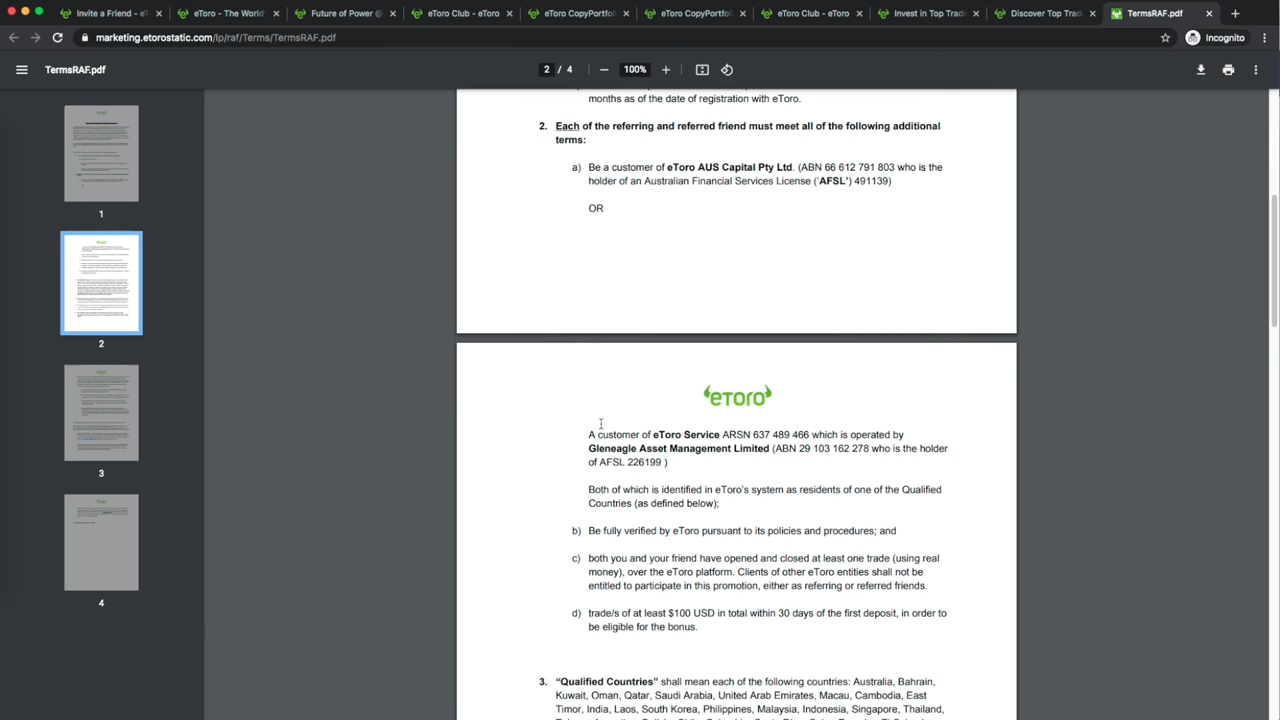 Invite a Friend - eT
eToro - The World'
Future of Power @
eToro Club - eToro
eToro CopyPortfoli
eToro CopyPortfoli
eToro Club - eToro
Invest in Top Trade
Discover Top Trad
TermsRAF.pdf
marketing.etorostatic.com/lp/raf/Terms/TermsRAF.pdf
Incognito
TermsRAF.pdf
2 / 4
100%
1
2
3
4
months as of the date of registration with eToro.
2. Each of the referring and referred friend must meet all of the following additional
terms:
a) Be a customer of eToro AUS Capital Pty Ltd. (ABN 66 612 791 803 who is the
holder of an Australian Financial Services License ('AFSL') 491139)
OR
eToro
A customer of eToro Service ARSN 637 489 466 which is operated by
Gleneagle Asset Management Limited (ABN 29 103 162 278 who is the holder
of AFSL 226199 )
Both of which is identified in eToro's system as residents of one of the Qualified
Countries (as defined below);
b) Be fully verified by eToro pursuant to its policies and procedures; and
c) both you and your friend have opened and closed at least one trade (using real
money), over the eToro platform. Clients of other eToro entities shall not be
entitled to participate in this promotion, either as referring or referred friends.
d) trade/s of at least $100 USD in total within 30 days of the first deposit, in order to
be eligible for the bonus.
3. "Qualified Countries" shall mean each of the following countries: Australia, Bahrain,
Kuwait, Oman, Qatar, Saudi Arabia, United Arab Emirates, Macau, Cambodia, East
Timor, India, Laos, South Korea, Philippines, Malaysia, Indonesia, Singapore, Thailand,